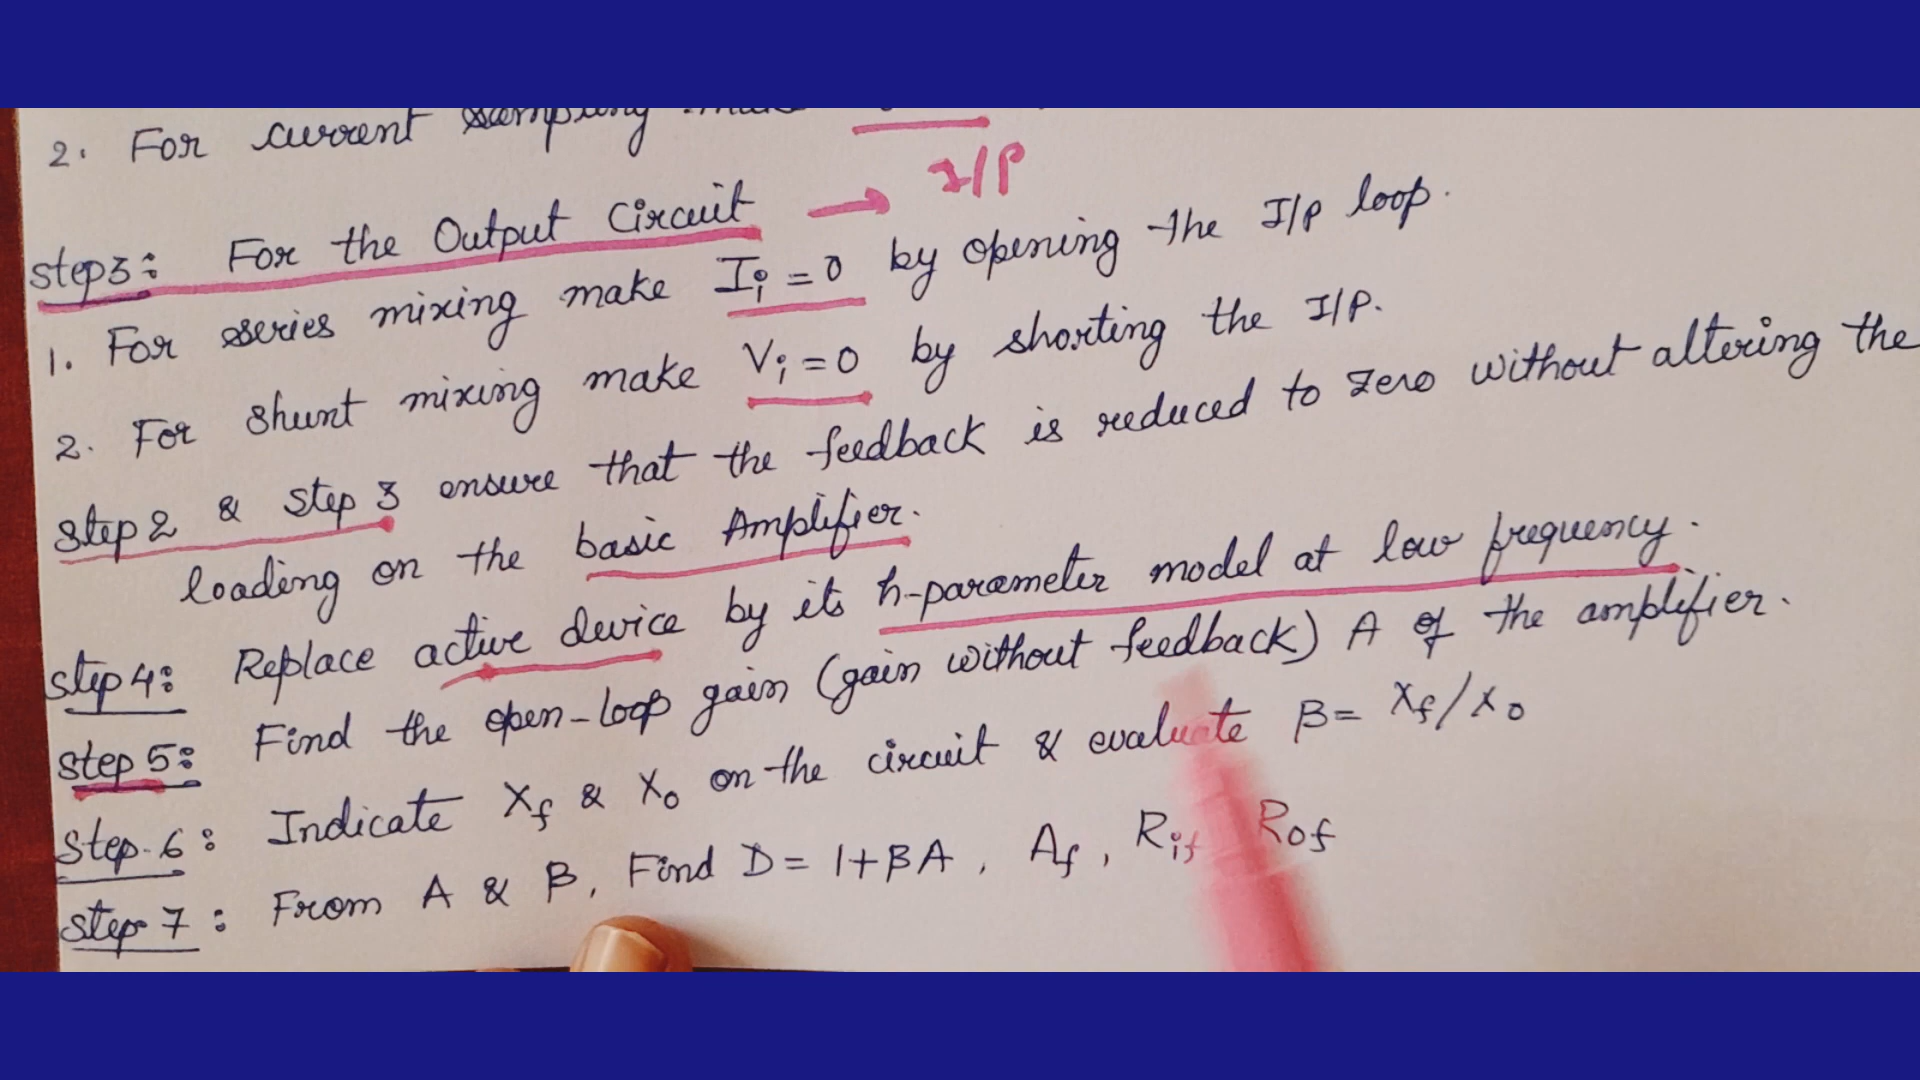 2. For current sampling make
Step3: For the Output Circuit → I/P
1. For series mixing make Ii = 0 by opening the I/P loop.
2. For shunt mixing make Vi = 0 by shorting the I/P.
Step 2 & Step 3 ensure that the feedback is reduced to zero without altering the
loading on the basic Amplifier.
Step 4: Replace active device by its h-parameter model at low frequency.
Step 5: Find the open-loop gain (gain without feedback) A of the amplifier.
Step.6: Indicate Xf & Xo on the circuit & evaluate β= Xf/Xo
Step 7: From A & β, Find D = 1+βA, Af, Rif Rof